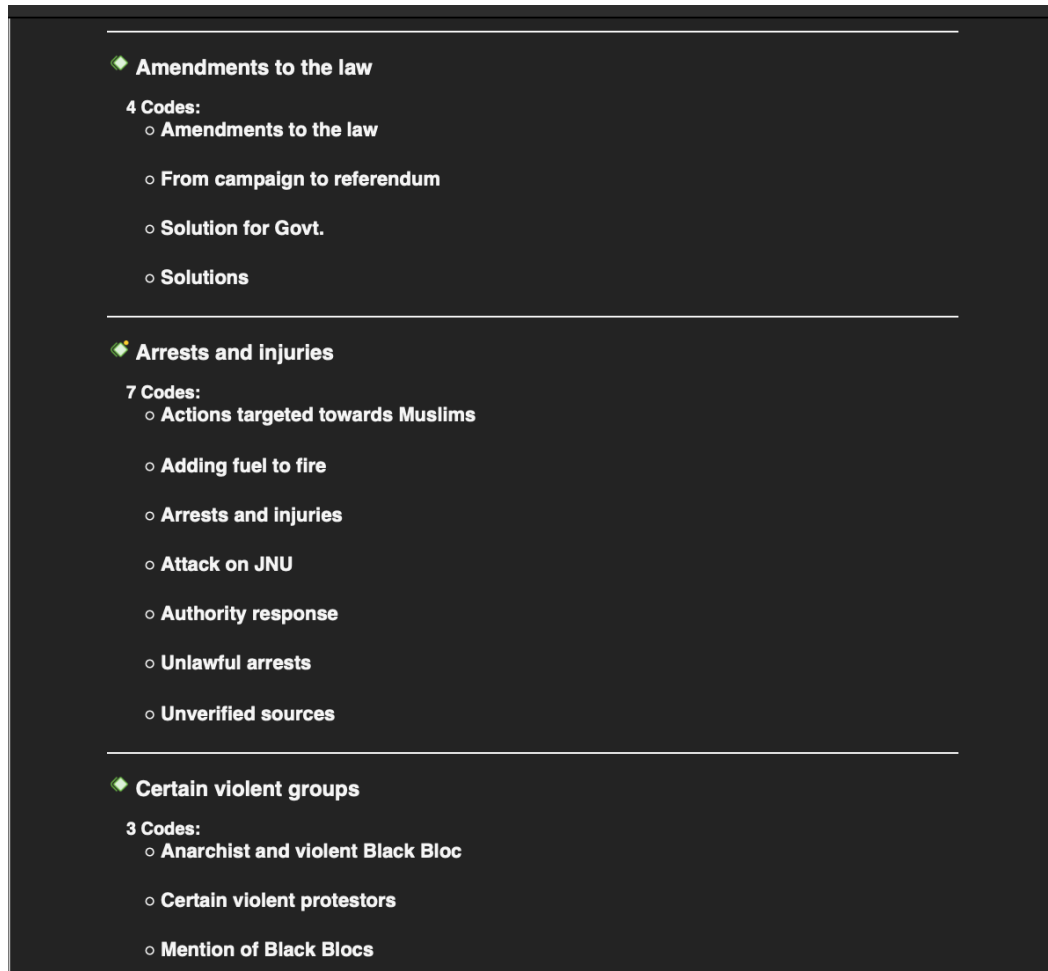 Amendments to the law
4 Codes:
Amendments to the law
From campaign to referendum
Solution for Govt.
Solutions
Arrests and injuries
7 Codes:
Actions targeted towards Muslims
Adding fuel to fire
Arrests and injuries
Attack on JNU
Authority response
Unlawful arrests
Unverified sources
Certain violent groups
3 Codes:
Anarchist and violent Black Bloc
Certain violent protestors
Mention of Black Blocs